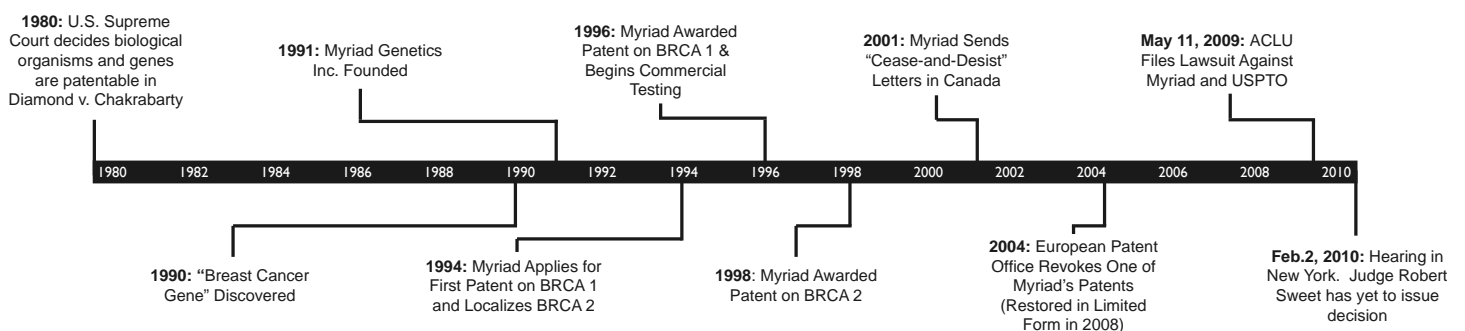 1980: U.S. Supreme
Court decides biological
organisms and genes
are patentable in
Diamond v. Chakrabarty
1991: Myriad Genetics
Inc. Founded
1996: Myriad Awarded
Patent on BRCA 1 &
Begins Commercial
Testing
2001: Myriad Sends
“Cease-and-Desist”
Letters in Canada
May 11, 2009: ACLU
Files Lawsuit Against
Myriad and USPTO
1980 1982 1984 1986 1988 1990 1992 1994 1996 1998 2000 2002 2004 2006 2008 2010
1990: “Breast Cancer
Gene” Discovered
1994: Myriad Applies for
First Patent on BRCA 1
and Localizes BRCA 2
1998: Myriad Awarded
Patent on BRCA 2
2004: European Patent
Office Revokes One of
Myriad’s Patents
(Restored in Limited
Form in 2008)
Feb.2, 2010: Hearing in
New York. Judge Robert
Sweet has yet to issue
decision